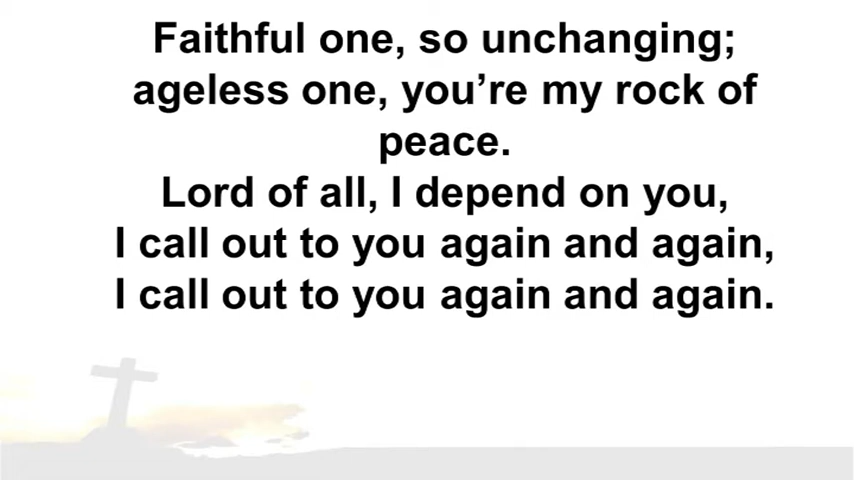 Faithful one, so unchanging;
ageless one, you’re my rock of
peace.
Lord of all, I depend on you,
I call out to you again and again,
I call out to you again and again.